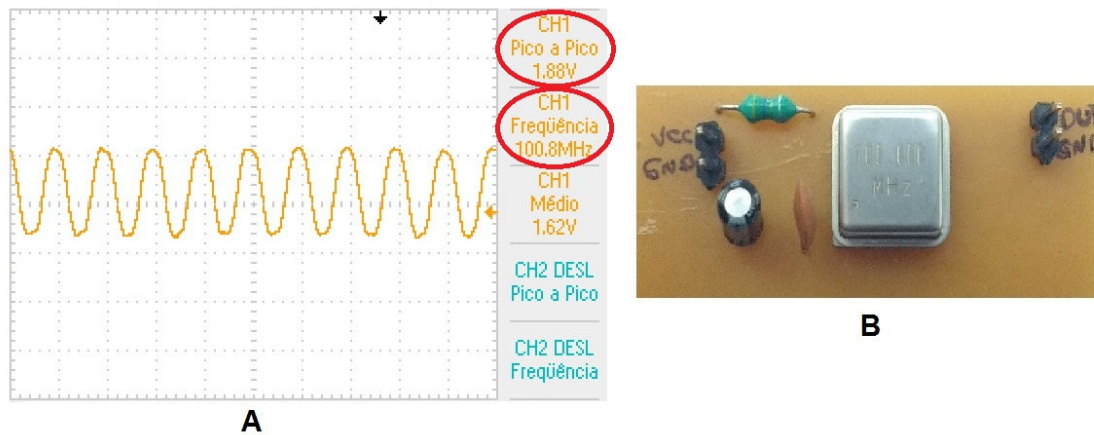 CH1
Pico a Pico
1.88V
CH1
Freqüência
100.8MHz
CH1
Médio
1.62V
CH2 DESL
Pico a Pico
CH2 DESL
Freqüência
A
VCC
GND
100.000
MHz
OUT
GND
B